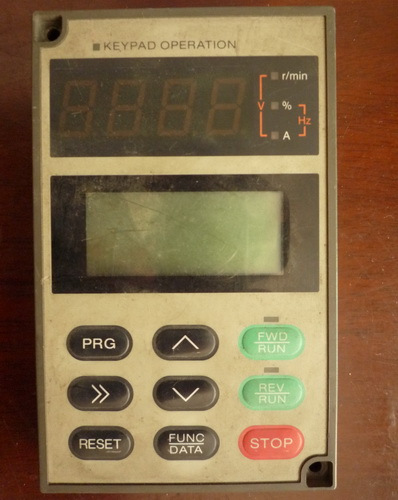 KEYPAD OPERATION
r/min
V
%
Hz
A
PRG
FWD
RUN
REV
RUN
RESET
FUNC
DATA
STOP